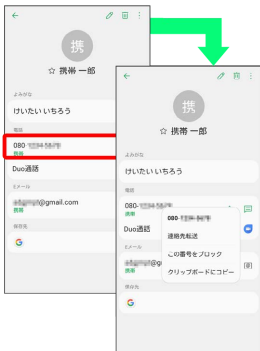 携
☆ 携帯 一郎
よみがな
けいたい いちろう
電話
080-
携帯
Duo通話
Eメール
@gmail.com
携帯
保存先
G
携
☆ 携帯 一郎
よみがな
けいたい いちろう
電話
080-
携帯
Duo通話
Eメール
@g
携帯
保存先
G
080-
連絡先転送
この番号をブロック
クリップボードにコピー